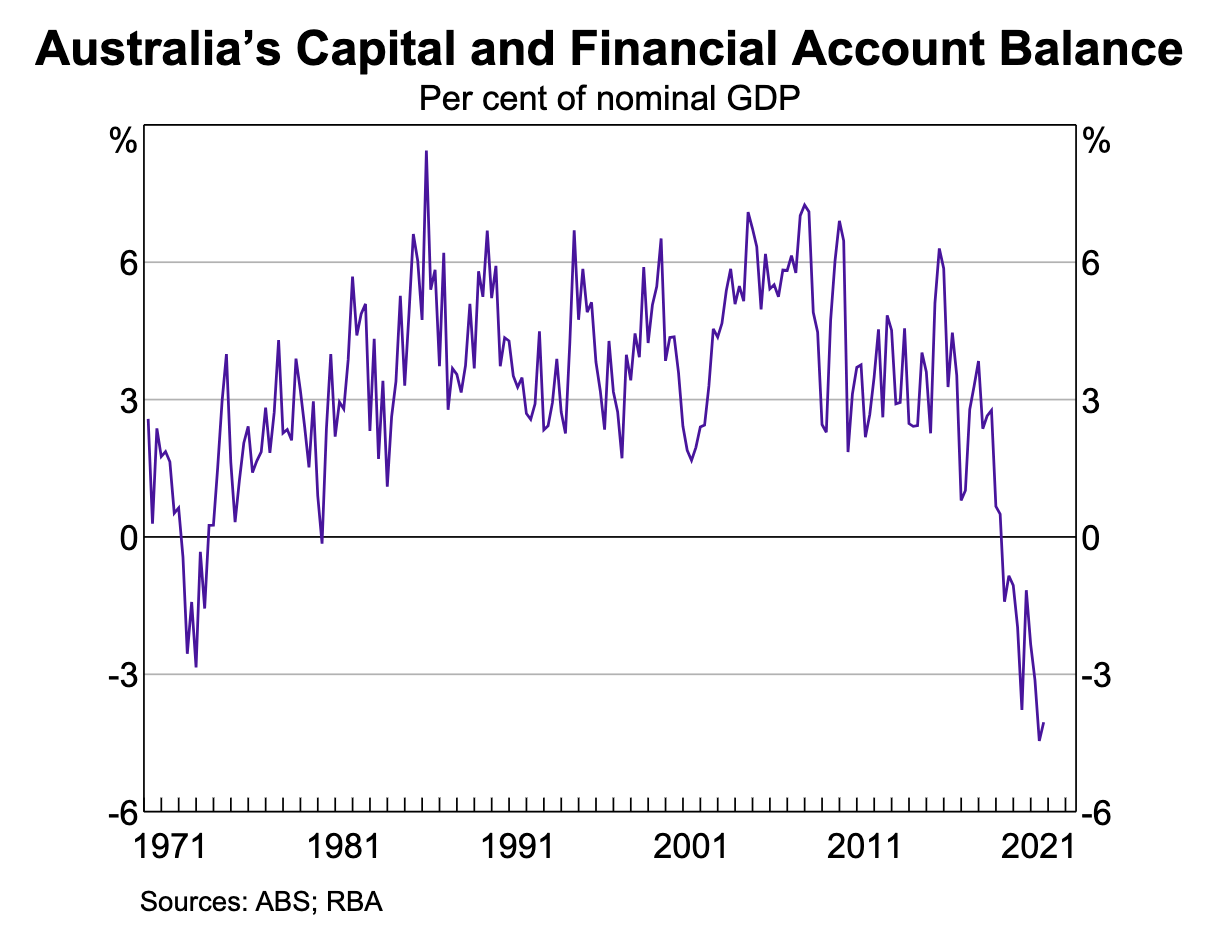 Australia's Capital and Financial Account Balance
Per cent of nominal GDP
% %
6 6
3 3
0 0
-3 -3
-6 -6
1971 1981 1991 2001 2011 2021
Sources: ABS; RBA